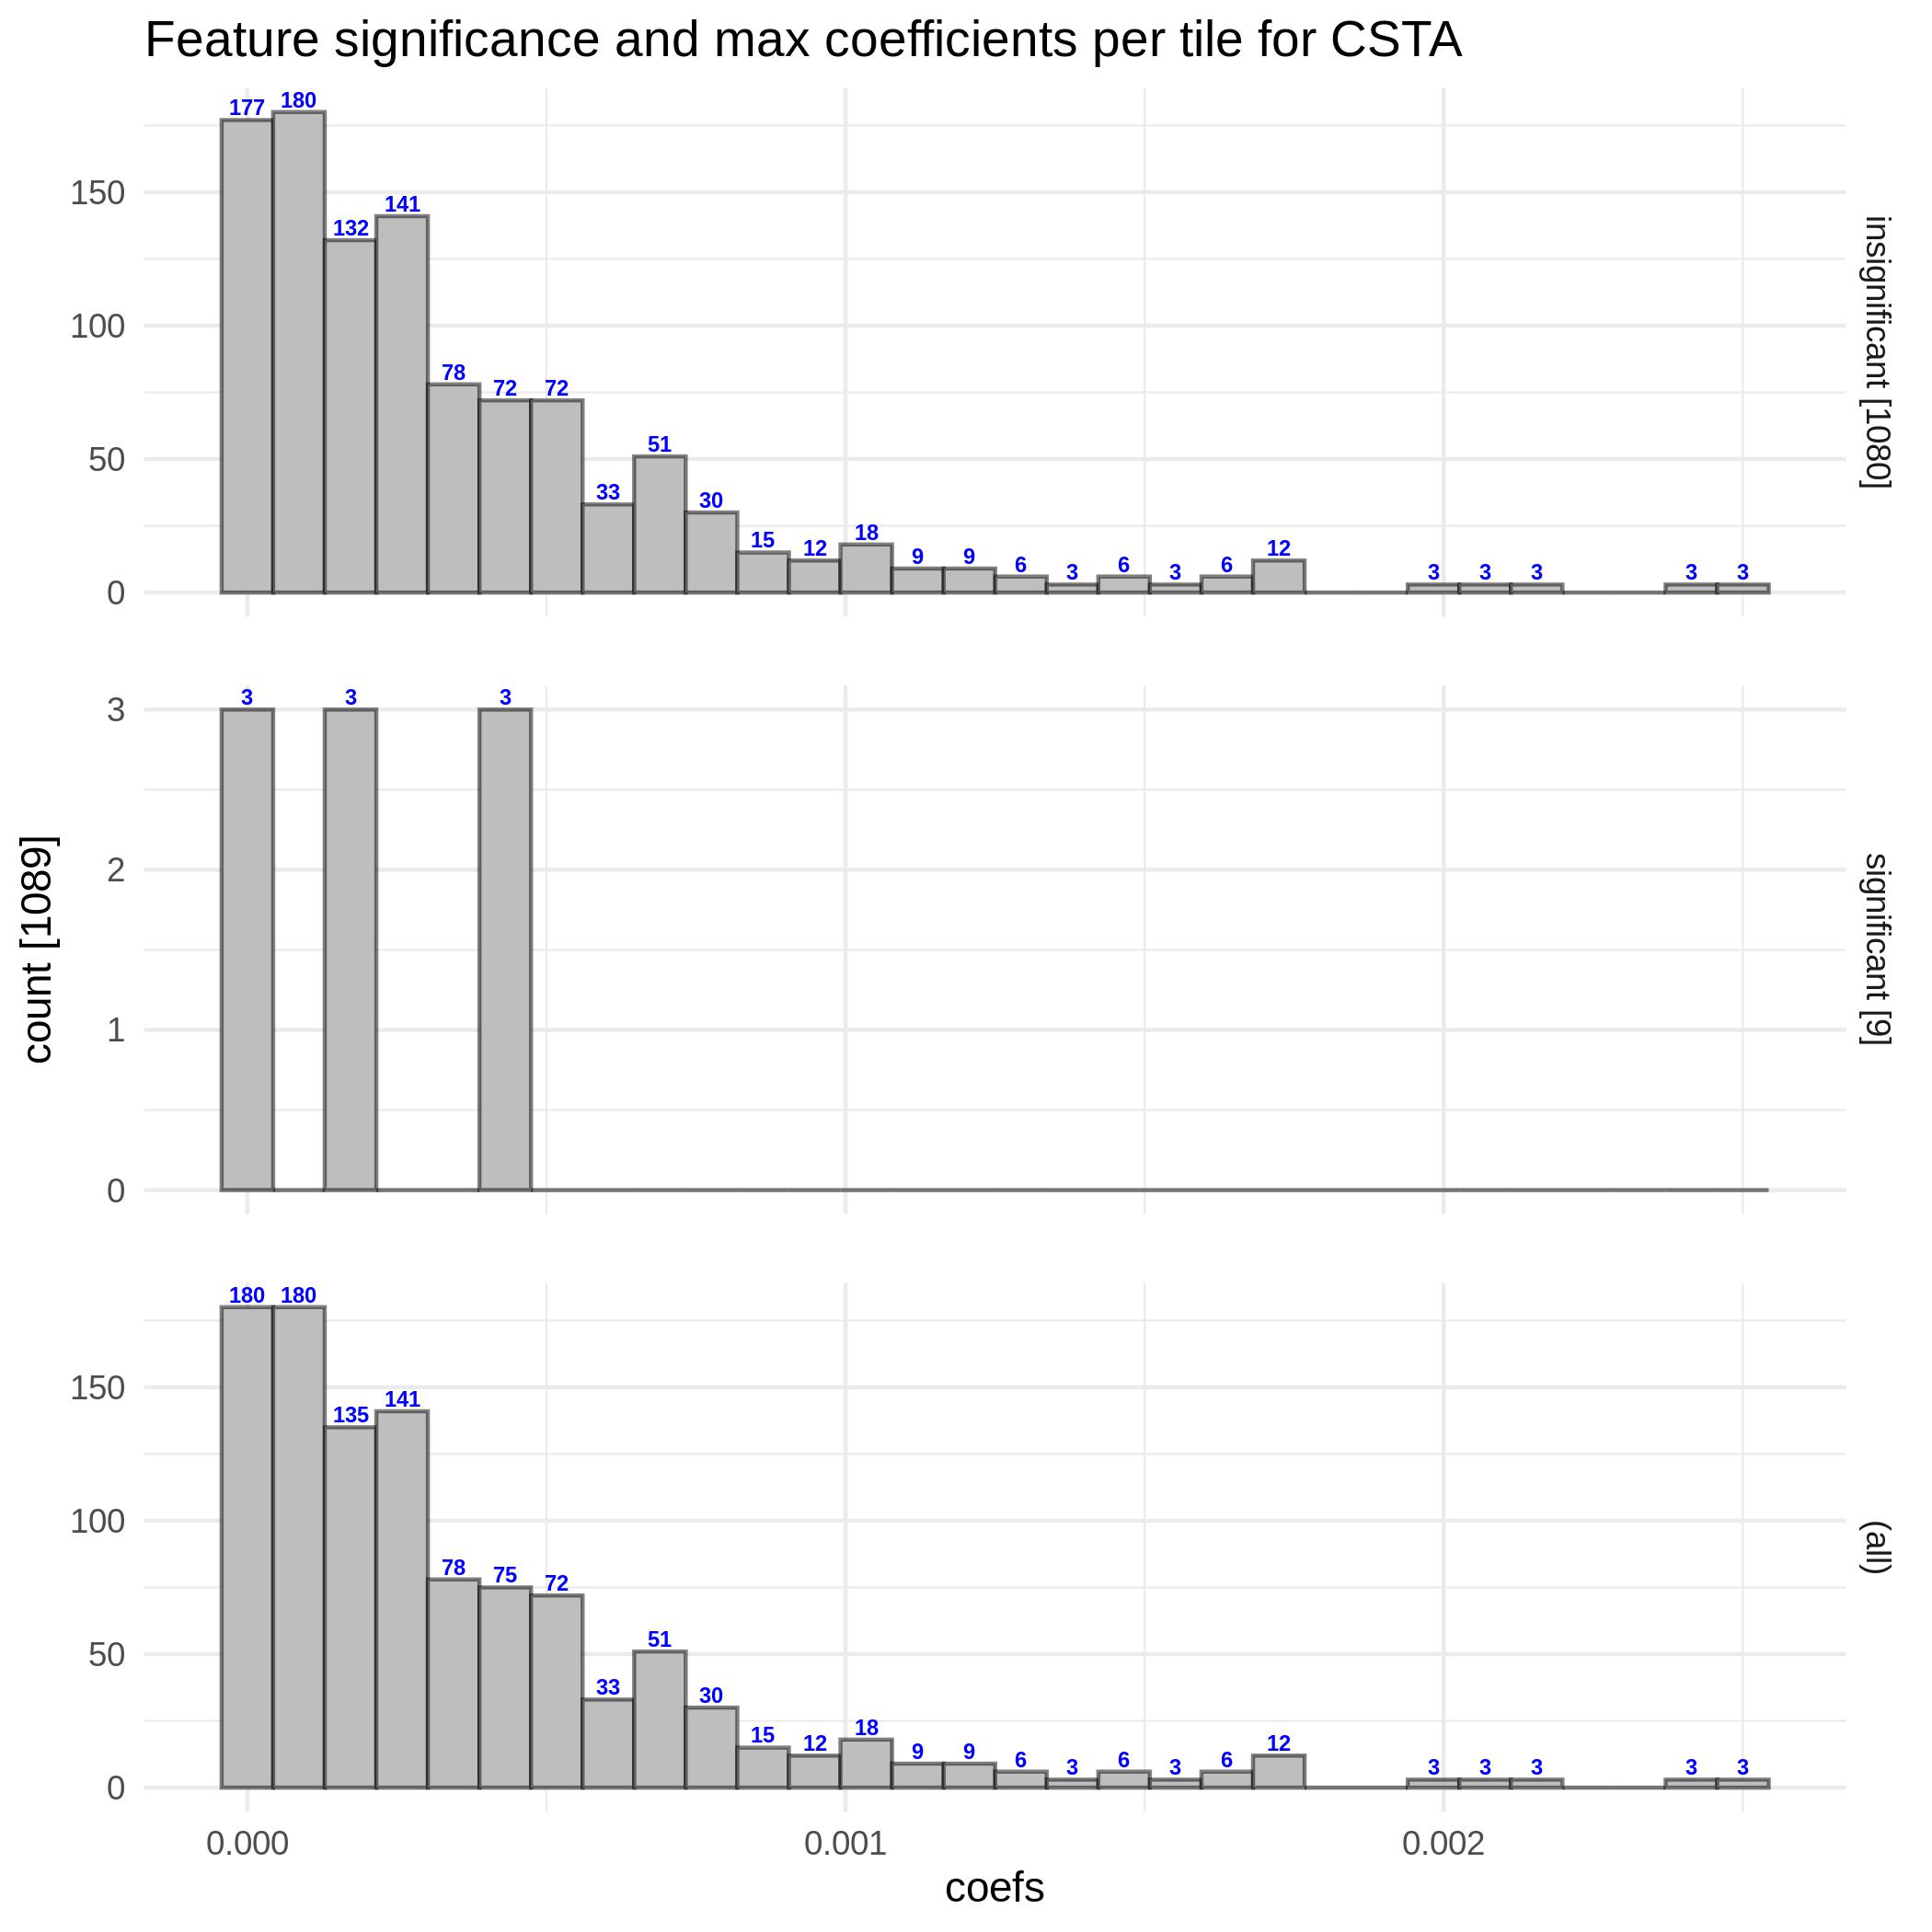 Feature significance and max coefficients per tile for CSTA
177 180 132 141 78 72 72 33 51 30 15 12 18 9 9 6 3 6 3 6 12 3 3 3 3 3
150
100
50
0
insignificant [1080]
3 3 3
3
2
1
0
count [1089]
significant [9]
180 180 135 141 78 75 72 33 51 30 15 12 18 9 9 6 3 6 3 6 12 3 3 3 3 3
150
100
50
0
(all)
0.000 0.001 0.002
coefs